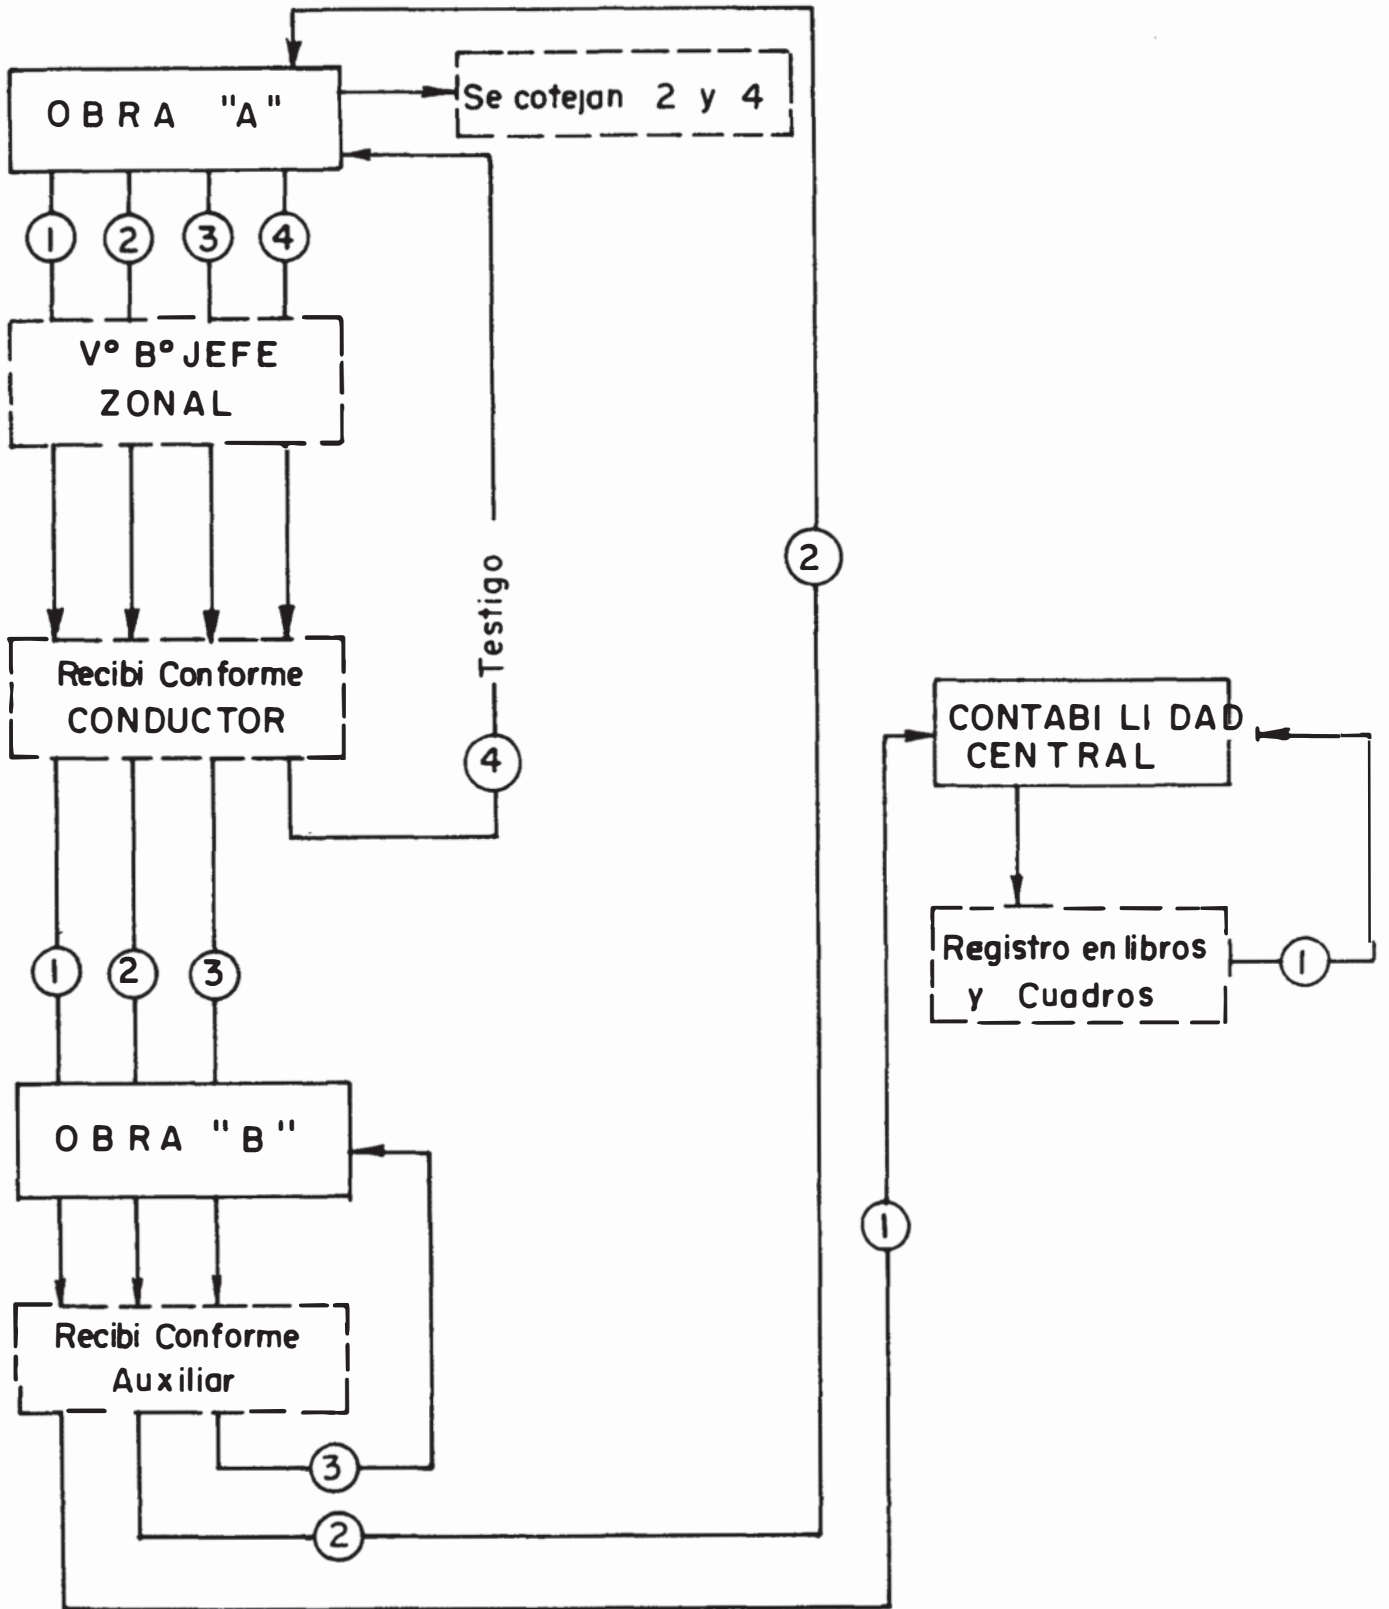 OBRA "A"
Se cotejan 2 y 4
1 2 3 4
Vº Bº JEFE
ZONAL
2
Testigo
Recibi Conforme
CONDUCTOR
4
CONTABILIDAD
CENTRAL
1 2 3
Registro en libros
y Cuadros
1
OBRA "B"
1
Recibi Conforme
Auxiliar
3
2